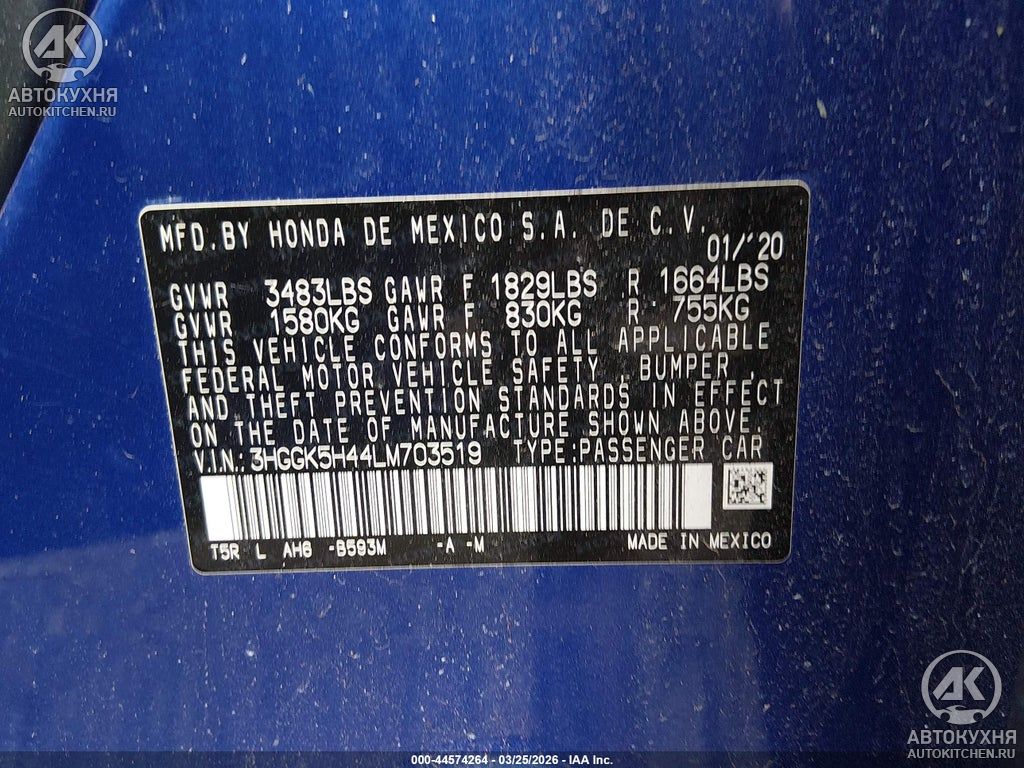 AK
АВТОКУХНЯ
AUTOKITCHEN.RU
MFD.BY HONDA DE MEXICO S.A. DE C.V.
01/'20
GVWR 3483LBS GAWR F 1829LBS R 1664LBS
GVWR 1580KG GAWR F 830KG R 755KG
THIS VEHICLE CONFORMS TO ALL APPLICABLE
FEDERAL MOTOR VEHICLE SAFETY , BUMPER ,
AND THEFT PREVENTION STANDARDS IN EFFECT
ON THE DATE OF MANUFACTURE SHOWN ABOVE.
V.I.N.: 3HGGK5H44LM703519 TYPE:PASSENGER CAR
T5R L AH6 -B593M -A -M MADE IN MEXICO
AK
АВТОКУХНЯ
AUTOKITCHEN.RU
000-44574264 - 03/25/2026 - IAA Inc.